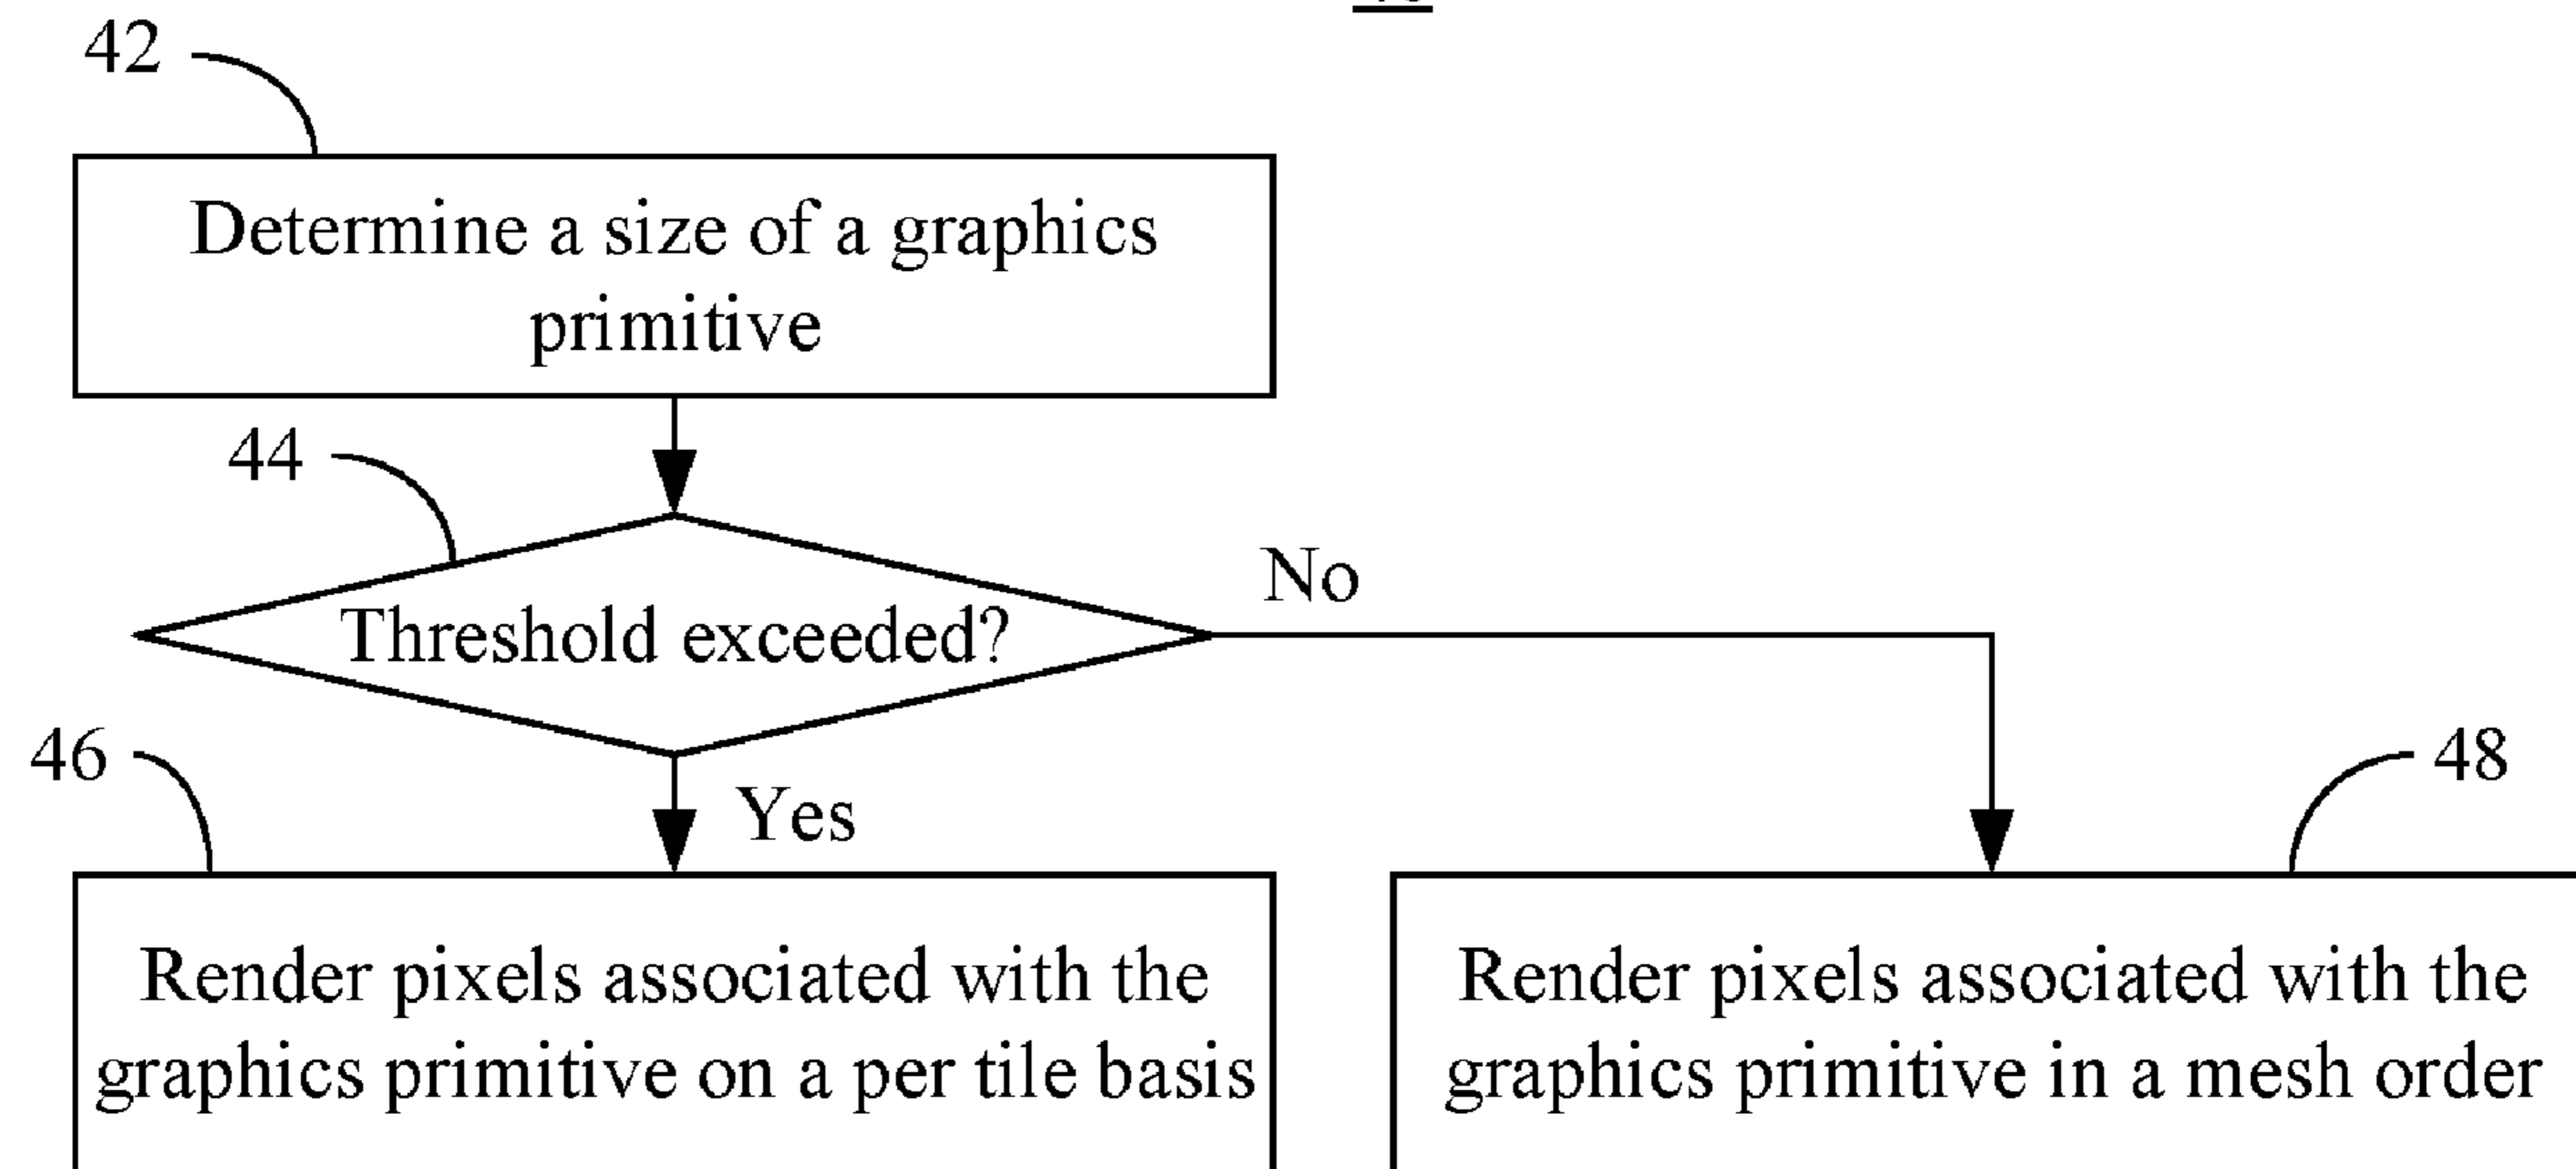 42
Determine a size of a graphics
primitive
44
Threshold exceeded?
No
46
Yes
48
Render pixels associated with the
graphics primitive on a per tile basis
Render pixels associated with the
graphics primitive in a mesh order